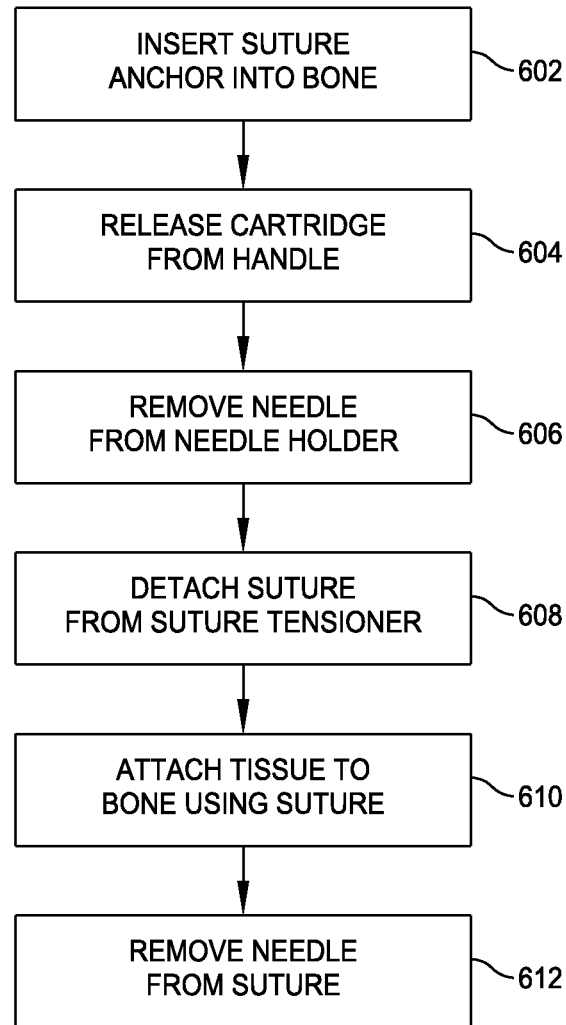 INSERT SUTURE
ANCHOR INTO BONE
602
RELEASE CARTRIDGE
FROM HANDLE
604
REMOVE NEEDLE
FROM NEEDLE HOLDER
606
DETACH SUTURE
FROM SUTURE TENSIONER
608
ATTACH TISSUE TO
BONE USING SUTURE
610
REMOVE NEEDLE
FROM SUTURE
612